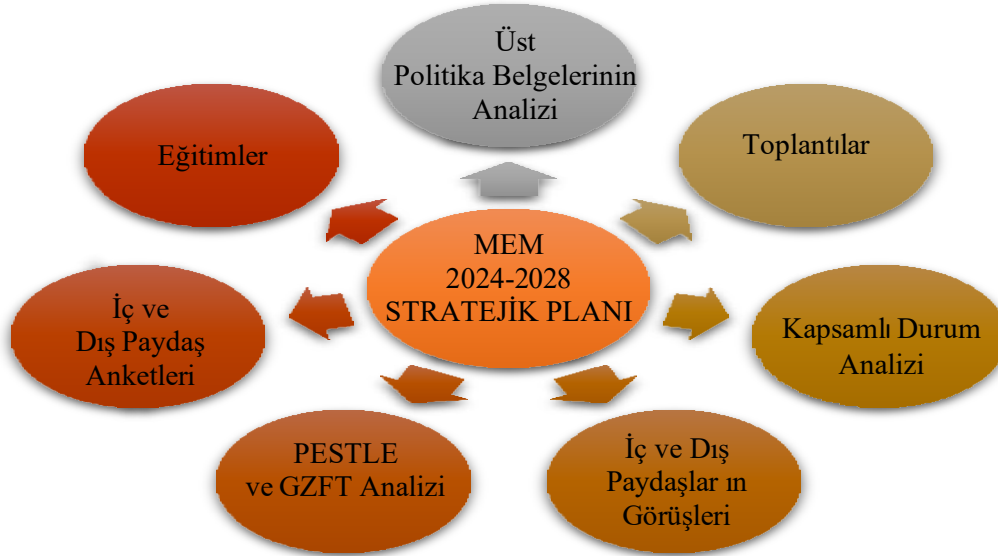 Üst
Politika Belgelerinin
Analizi
Toplantılar
Kapsamlı Durum
Analizi
İç ve Dış
Paydaşlar ın
Görüşleri
PESTLE
ve GZFT Analizi
İç ve
Dış Paydaş
Anketleri
Eğitimler
MEM
2024-2028
STRATEJİK PLANI